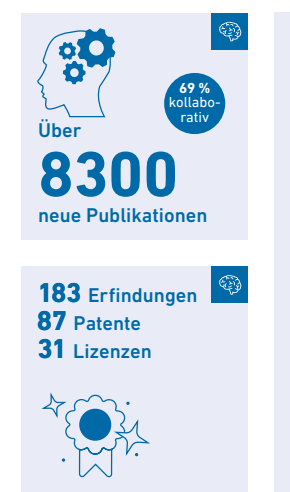 69 %
kollabo-
rativ
Über
8300
neue Publikationen
183 Erfindungen
87 Patente
31 Lizenzen